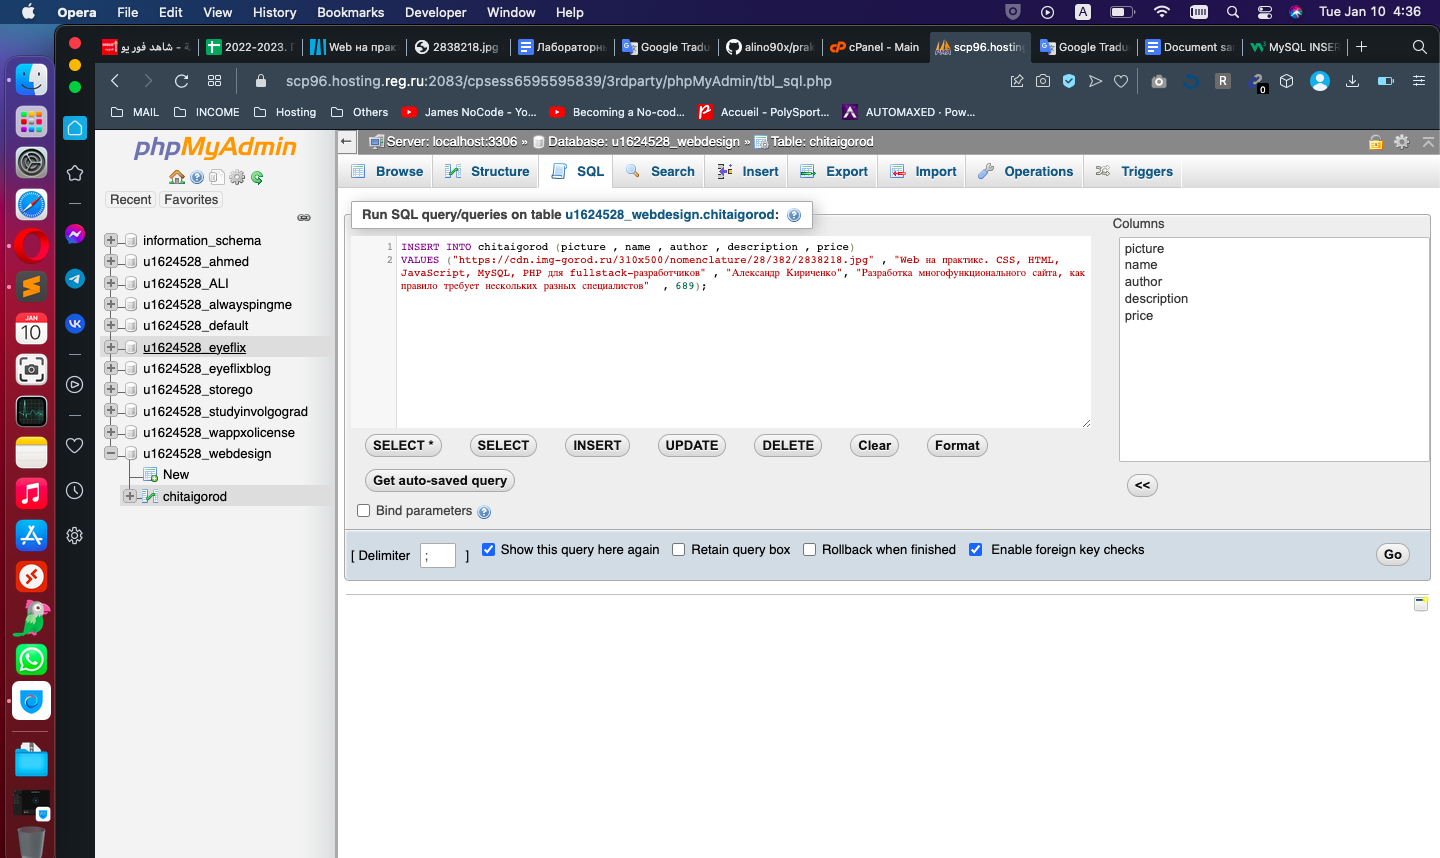 Opera File Edit View History Bookmarks Developer Window Help
A Tue Jan 10 4:36
شاهد فور يو - ة
2022-2023. Г
Web на прак
2838218.jpg
Лабораторн
Google Tradu
alino90x/prak
cPanel - Main
scp96.hosting
Google Tradu
Document sa
MySQL INSER
scp96.hosting.reg.ru:2083/cpsess6595595839/3rdparty/phpMyAdmin/tbl_sql.php
R 0
MAIL INCOME Hosting Others James NoCode - Yo... Becoming a No-cod... Accueil - PolySport... AUTOMAXED · Pow...
phpMyAdmin
Recent Favorites
information_schema
u1624528_ahmed
u1624528_ALI
u1624528_alwayspingme
u1624528_default
u1624528_eyeflix
u1624528_eyeflixblog
u1624528_storego
u1624528_studyinvolgograd
u1624528_wappxolicense
u1624528_webdesign
New
chitaigorod
JAN
10
Server: localhost:3306 » Database: u1624528_webdesign » Table: chitaigorod
Browse Structure SQL Search Insert Export Import Operations Triggers
Run SQL query/queries on table u1624528_webdesign.chitaigorod:
1 INSERT INTO chitaigorod (picture , name , author , description , price)
2 VALUES ("https://cdn.img-gorod.ru/310x500/nomenclature/28/382/2838218.jpg" , "Web на практике. CSS, HTML,
JavaScript, MySQL, PHP для fullstack-разработчиков" , "Александр Кириченко", "Разработка многофункционального сайта, как
правило требует нескольких разных специалистов" , 689);
Columns
picture
name
author
description
price
SELECT * SELECT INSERT UPDATE DELETE Clear Format
Get auto-saved query
<<
Bind parameters
[ Delimiter ; ] Show this query here again Retain query box Rollback when finished Enable foreign key checks
Go